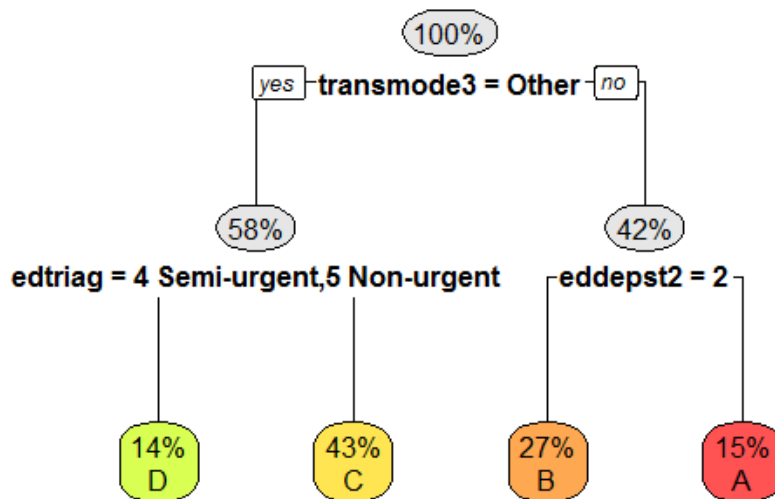 100%
yes transmode3 = Other no
58% 42%
edtriag = 4 Semi-urgent,5 Non-urgent eddepst2 = 2
14% 43% 27% 15%
D C B A